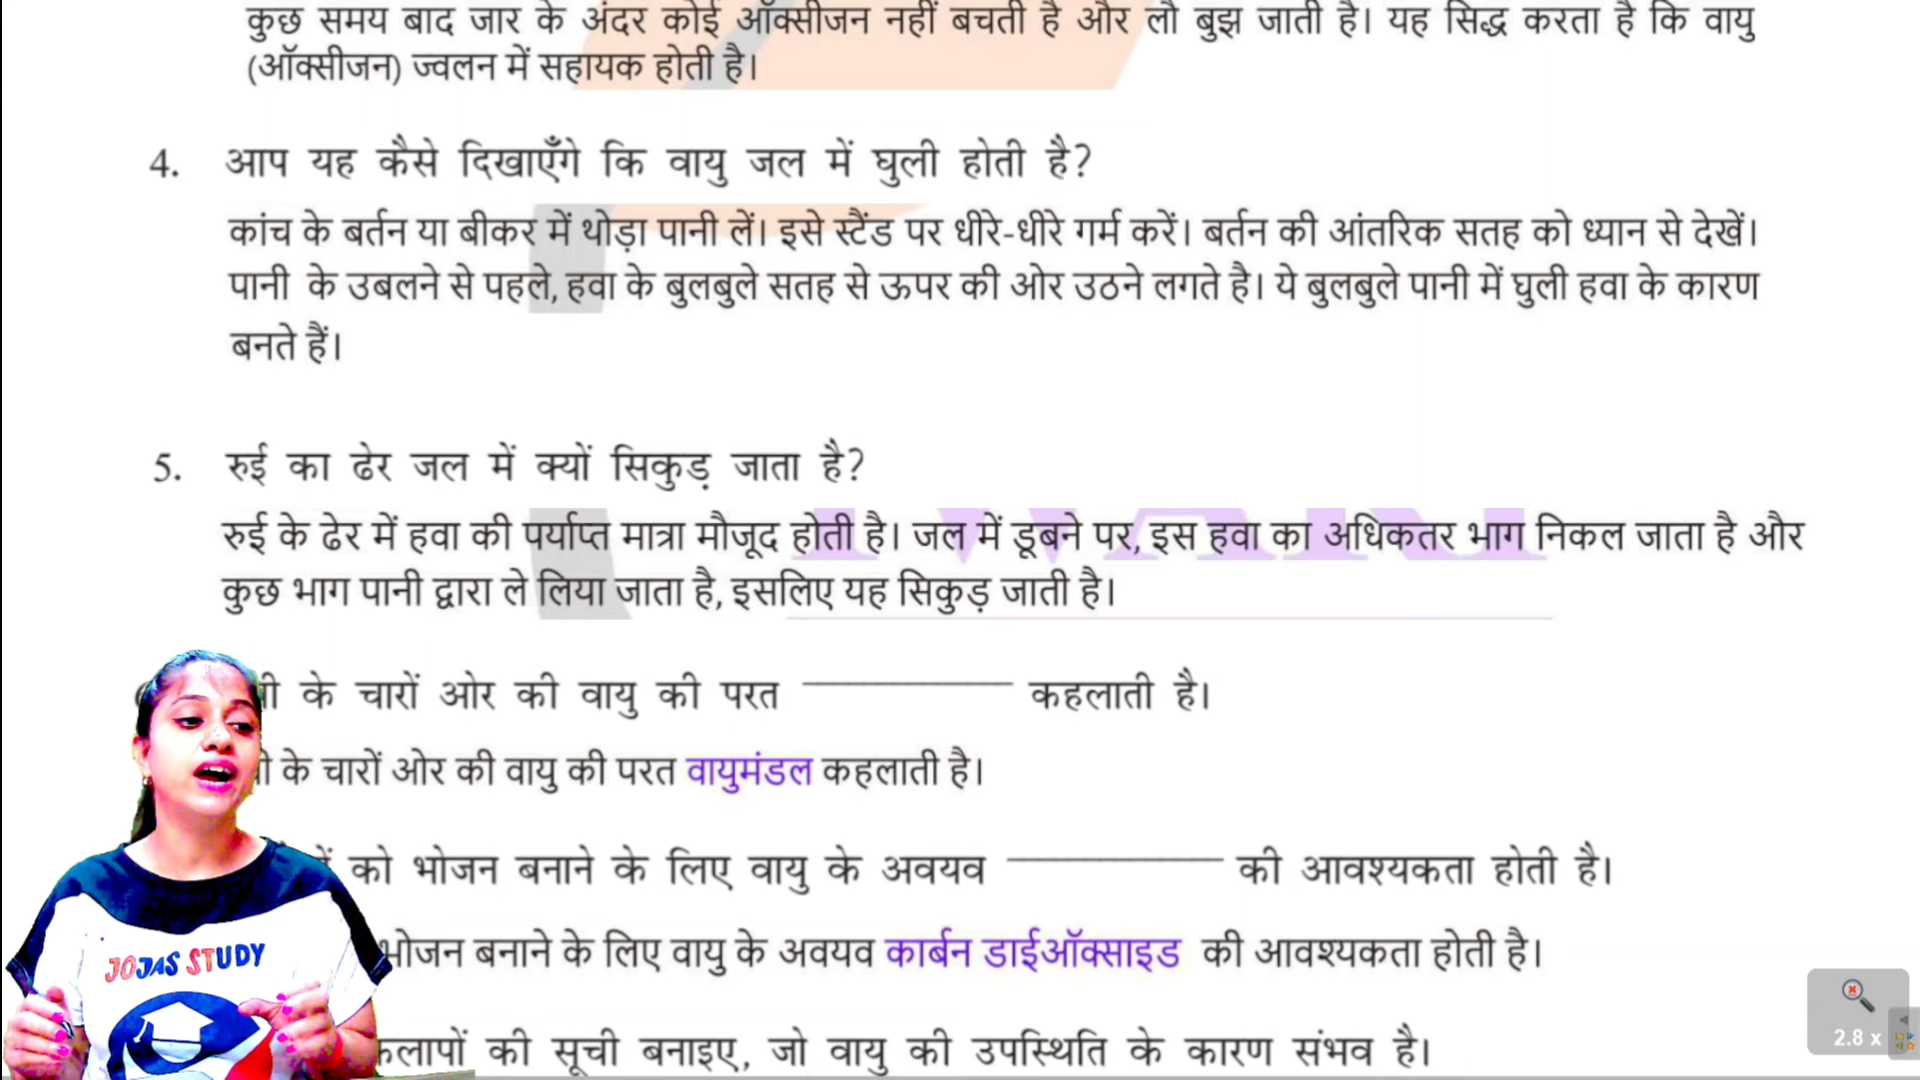 कुछ समय बाद जार के अंदर कोई ऑक्सीजन नहीं बचती है और लौ बुझ जाती है। यह सिद्ध करता है कि वायु
(ऑक्सीजन) ज्वलन में सहायक होती है।
4. आप यह कैसे दिखाएँगे कि वायु जल में घुली होती है?
कांच के बर्तन या बीकर में थोड़ा पानी लें। इसे स्टैंड पर धीरे-धीरे गर्म करें। बर्तन की आंतरिक सतह को ध्यान से देखें।
पानी के उबलने से पहले, हवा के बुलबुले सतह से ऊपर की ओर उठने लगते है। ये बुलबुले पानी में घुली हवा के कारण
बनते हैं।
5. रुई का ढेर जल में क्यों सिकुड़ जाता है?
रुई के ढेर में हवा की पर्याप्त मात्रा मौजूद होती है। जल में डूबने पर, इस हवा का अधिकतर भाग निकल जाता है और
कुछ भाग पानी द्वारा ले लिया जाता है, इसलिए यह सिकुड़ जाती है।
के चारों ओर की वायु की परत ________ कहलाती है।
के चारों ओर की वायु की परत वायुमंडल कहलाती है।
को भोजन बनाने के लिए वायु के अवयव ________ की आवश्यकता होती है।
भोजन बनाने के लिए वायु के अवयव कार्बन डाईऑक्साइड की आवश्यकता होती है।
कलापों की सूची बनाइए, जो वायु की उपस्थिति के कारण संभव है।
JOJAS STUDY
2.8 x